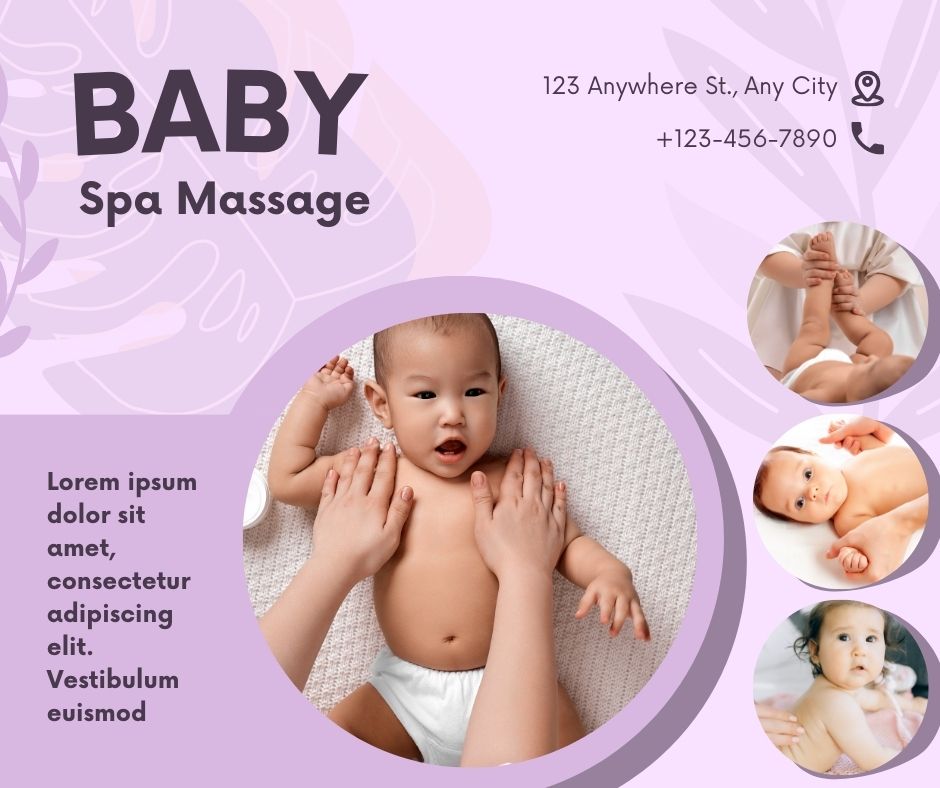 BABY
Spa Massage
123 Anywhere St., Any City
+123-456-7890
Lorem ipsum
dolor sit
amet,
consectetur
adipiscing
elit.
Vestibulum
euismod